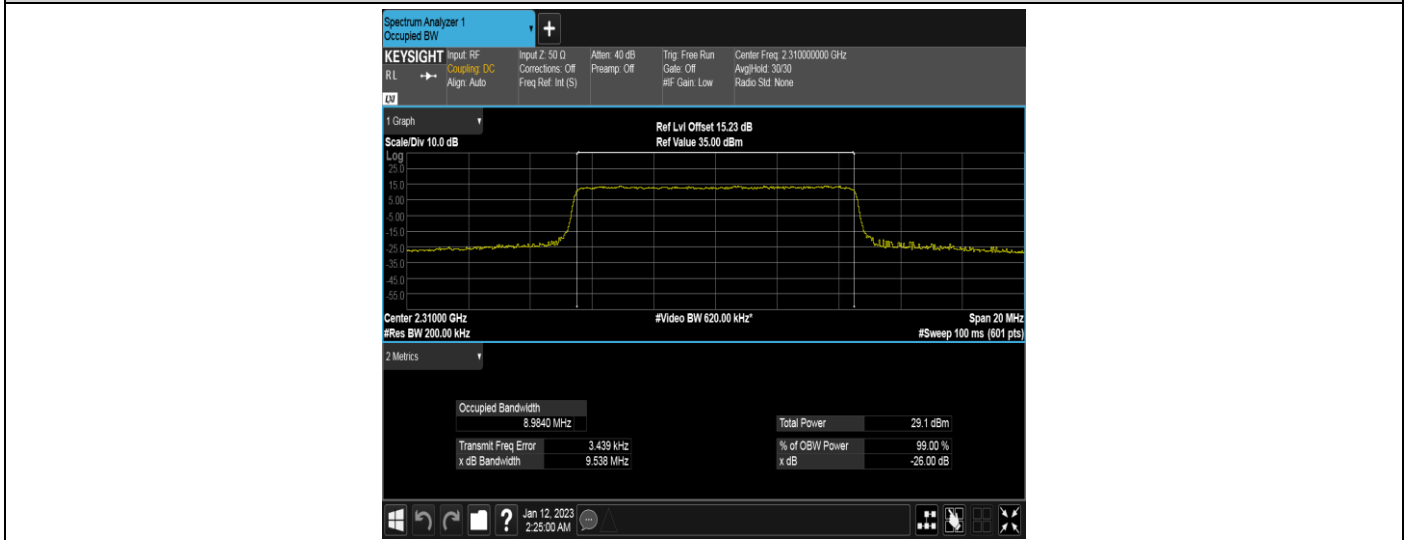 Spectrum Analyzer 1
Occupied BW
+
KEYSIGHT Input: RF Input Z: 50 Ω Atten: 40 dB Trig: Free Run Center Freq: 2.310000000 GHz
RL Coupling: DC Corrections: Off Preamp: Off Gate: Off Avg|Hold: 30/30
Align: Auto Freq Ref: Int (S) #IF Gain: Low Radio Std: None
LXI
1 Graph
Ref Lvl Offset 15.23 dB
Scale/Div 10.0 dB Ref Value 35.00 dBm
Log
25.0
15.0
5.00
-5.00
-15.0
-25.0
-35.0
-45.0
-55.0
Center 2.31000 GHz #Video BW 620.00 kHz* Span 20 MHz
#Res BW 200.00 kHz #Sweep 100 ms (601 pts)
2 Metrics
Occupied Bandwidth
8.9840 MHz Total Power 29.1 dBm
Transmit Freq Error 3.439 kHz % of OBW Power 99.00 %
x dB Bandwidth 9.538 MHz x dB -26.00 dB
? Jan 12, 2023
2:25:00 AM